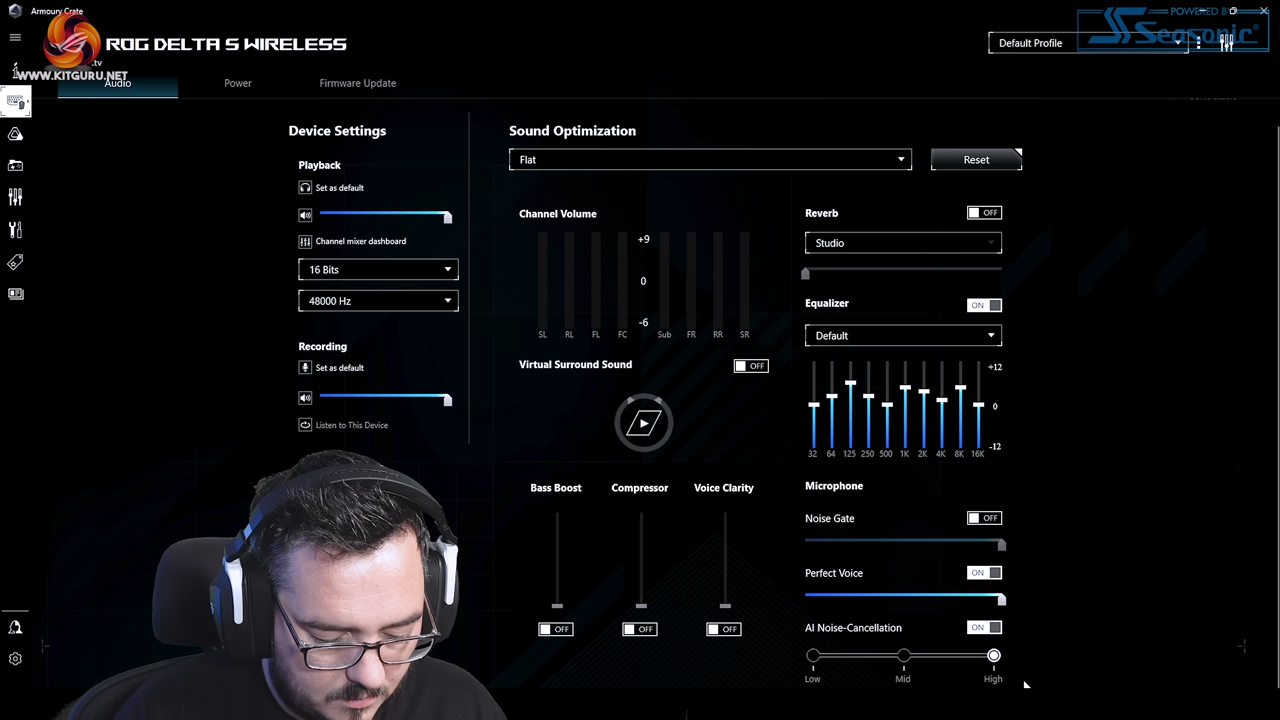 Armoury Crate
POWERED BY
Seasonic
ROG DELTA S WIRELESS
Default Profile
.tv
WWW.KITGURU.NET
Audio
Power
Firmware Update
Device Settings
Sound Optimization
Playback
Flat
Reset
Set as default
Channel Volume
Reverb
OFF
+9
Channel mixer dashboard
Studio
16 Bits
0
48000 Hz
Equalizer
ON
-6
SL RL FL FC Sub FR RR SR
Default
Recording
Set as default
Virtual Surround Sound
OFF
+12
0
Listen to This Device
-12
32 64 125 250 500 1K 2K 4K 8K 16K
Bass Boost
Compressor
Voice Clarity
Microphone
Noise Gate
OFF
Perfect Voice
ON
OFF
OFF
OFF
AI Noise-Cancellation
ON
Low Mid High